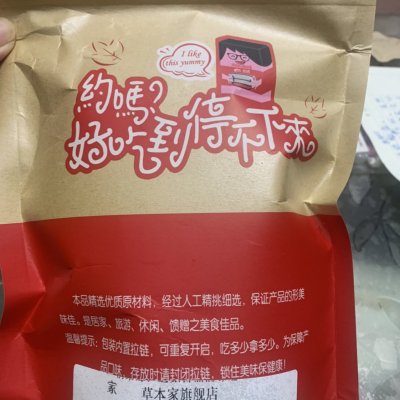 I like
this yummy
約嗎?
好吃到停不下來
本品精选优质原材料，经过人工精挑细选，保证产品的形美
味佳。是居家、旅游、休闲、馈赠之美食佳品。
温馨提示：包装内置拉链，可重复开启，吃多少拿多少。为保障产
品口味，存放时请封闭拉链，锁住美味保健康！
家 草本家旗舰店